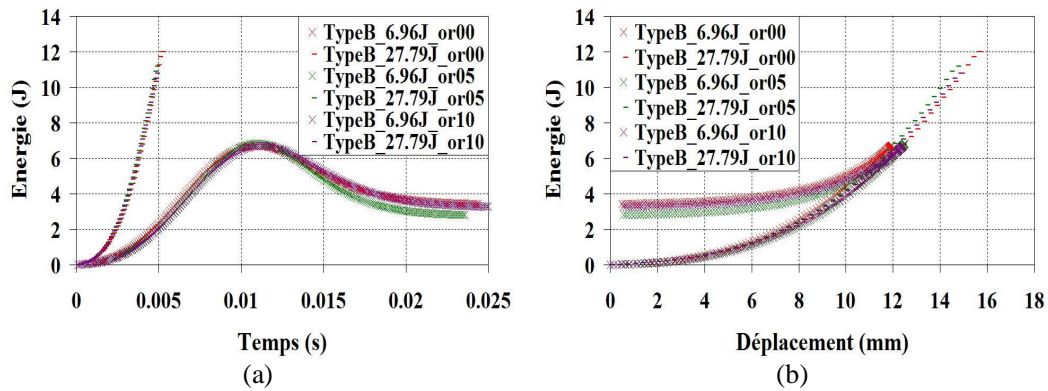 Energie (J)
14
12
10
8
6
4
2
0
TypeB_6.96J_or00
TypeB_27.79J_or00
TypeB_6.96J_or05
TypeB_27.79J_or05
TypeB_6.96J_or10
TypeB_27.79J_or10
0 0.005 0.01 0.015 0.02 0.025
Temps (s)
(a)
Energie (J)
14
12
10
8
6
4
2
0
TypeB_6.96J_or00
TypeB_27.79J_or00
TypeB_6.96J_or05
TypeB_27.79J_or05
TypeB_6.96J_or10
TypeB_27.79J_or10
0 2 4 6 8 10 12 14 16 18
Déplacement (mm)
(b)